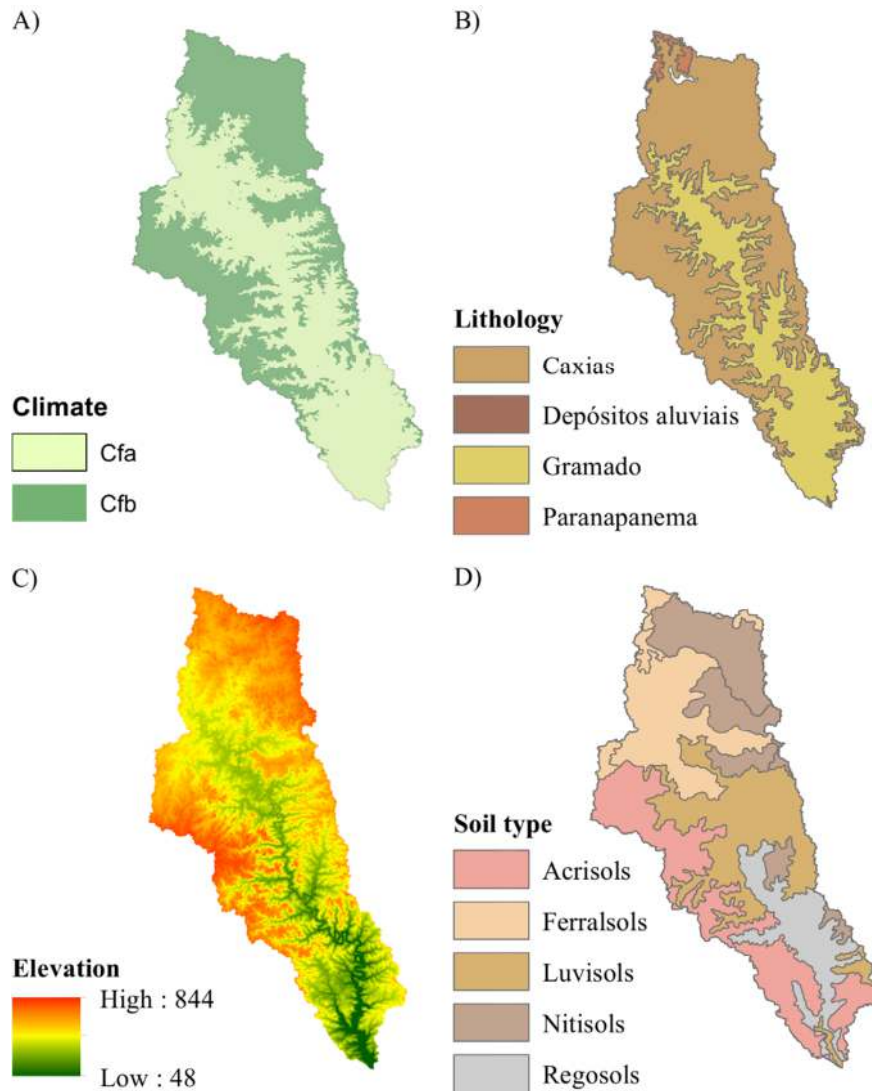 A)
B)
Climate
Cfa
Cfb
Lithology
Caxias
Depósitos aluviais
Gramado
Paranapanema
C)
D)
Elevation
High : 844
Low : 48
Soil type
Acrisols
Ferralsols
Luvisols
Nitisols
Regosols